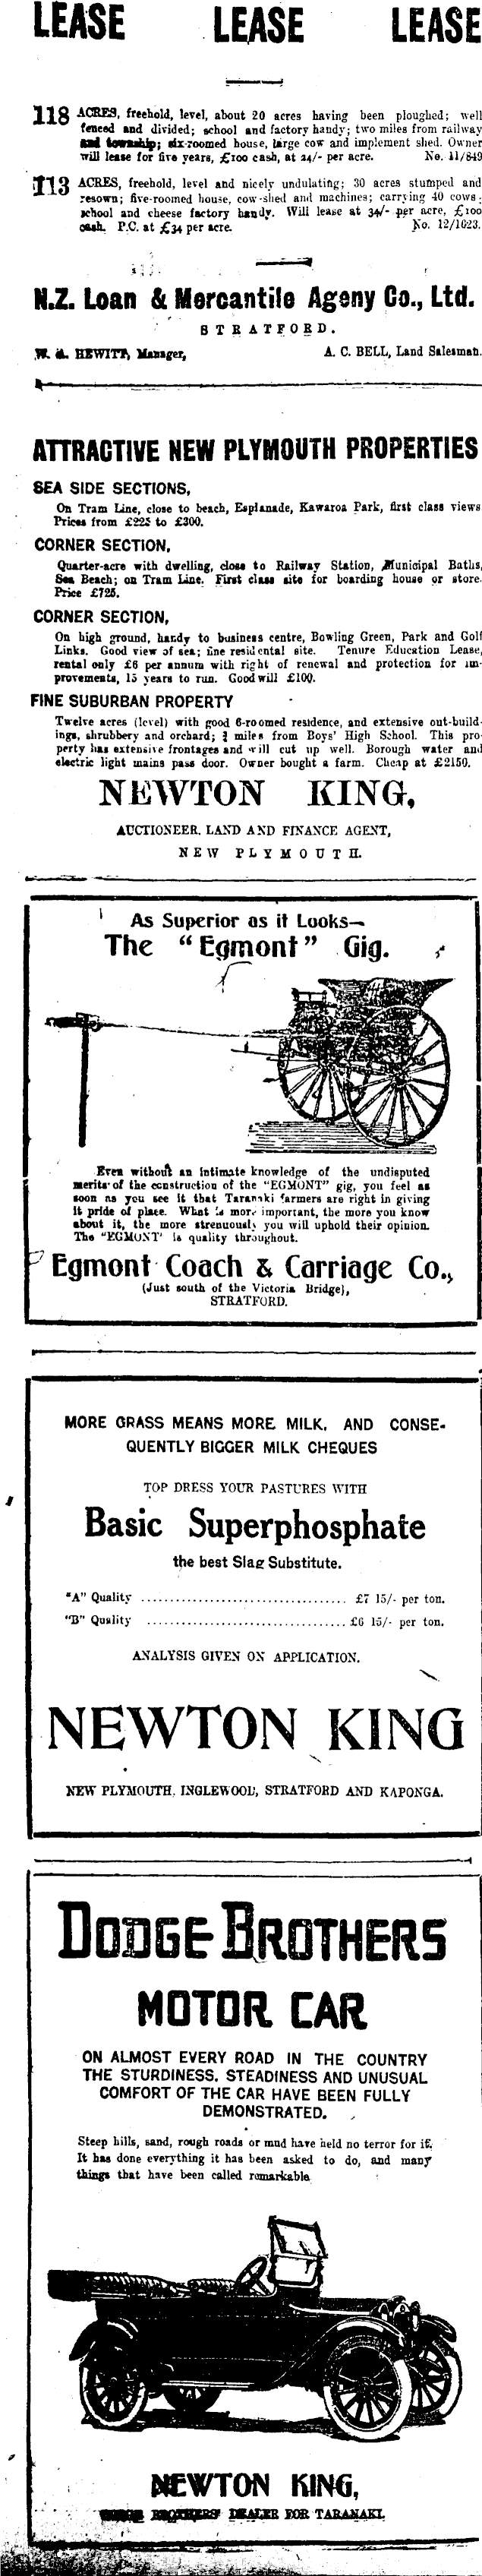 LEASE LEASE LEASE
118 ACRES, freehold, level, about 20 acres having been ploughed; well
fenced and divided; school and factory handy; two miles from railway
and township; six-roomed house, large cow and implement shed. Owner
will lease for five years, £100 cash, at 24/- per acre. No. 11/849
113 ACRES, freehold, level and nicely undulating; 30 acres stumped and
resown; five-roomed house, cow-shed and machines; carrying 40 cows;
school and cheese factory handy. Will lease at 34/- per acre, £100
cash. P.C. at £34 per acre. No. 12/1023.
N.Z. Loan & Mercantile Ageny Co., Ltd.
STRATFORD.
W. A. HEWITT, Manager, A. C. BELL, Land Salesman.
ATTRACTIVE NEW PLYMOUTH PROPERTIES
SEA SIDE SECTIONS,
On Tram Line, close to beach, Esplanade, Kawaroa Park, first class views
Prices from £225 to £300.
CORNER SECTION,
Quarter-acre with dwelling, close to Railway Station, Municipal Baths,
Sea Beach; on Tram Line. First class site for boarding house or store.
Price £725.
CORNER SECTION,
On high ground, handy to business centre, Bowling Green, Park and Golf
Links. Good view of sea; fine residental site. Tenure Education Lease,
rental only £6 per annum with right of renewal and protection for im-
provements, 15 years to run. Goodwill £100.
FINE SUBURBAN PROPERTY
Twelve acres (level) with good 6-roomed residence, and extensive out-build-
ings, shrubbery and orchard; ¾ miles from Boys' High School. This pro-
perty has extensive frontages and will cut up well. Borough water and
electric light mains pass door. Owner bought a farm. Cheap at £2150.
NEWTON KING,
AUCTIONEER, LAND AND FINANCE AGENT,
NEW PLYMOUTH.
As Superior as it Looks—
The "Egmont" Gig.
Even without an intimate knowledge of the undisputed
merits of the construction of the "EGMONT" gig, you feel as
soon as you see it that Taranaki farmers are right in giving
it pride of place. What is more important, the more you know
about it, the more strenuously you will uphold their opinion.
The "EGMONT' is quality throughout.
Egmont Coach & Carriage Co.,
(Just south of the Victoria Bridge),
STRATFORD.
MORE GRASS MEANS MORE MILK, AND CONSE-
QUENTLY BIGGER MILK CHEQUES
TOP DRESS YOUR PASTURES WITH
Basic Superphosphate
the best Slag Substitute.
"A" Quality .................................. £7 15/- per ton.
"B" Quality .................................. £6 15/- per ton.
ANALYSIS GIVEN ON APPLICATION.
NEWTON KING
NEW PLYMOUTH, INGLEWOOD, STRATFORD AND KAPONGA.
DODGE BROTHERS
MOTOR CAR
ON ALMOST EVERY ROAD IN THE COUNTRY
THE STURDINESS, STEADINESS AND UNUSUAL
COMFORT OF THE CAR HAVE BEEN FULLY
DEMONSTRATED.
Steep hills, sand, rough roads or mud have held no terror for it.
It has done everything it has been asked to do, and many
things that have been called remarkable
NEWTON KING,
BROTHERS' DEALER FOR TARANAKI.